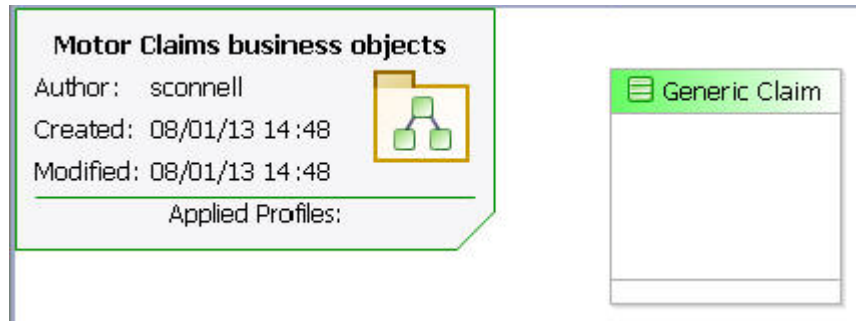 Motor Claims business objects
Author: sconnell
Created: 08/01/13 14:48
Modified: 08/01/13 14:48
Applied Profiles:
Generic Claim